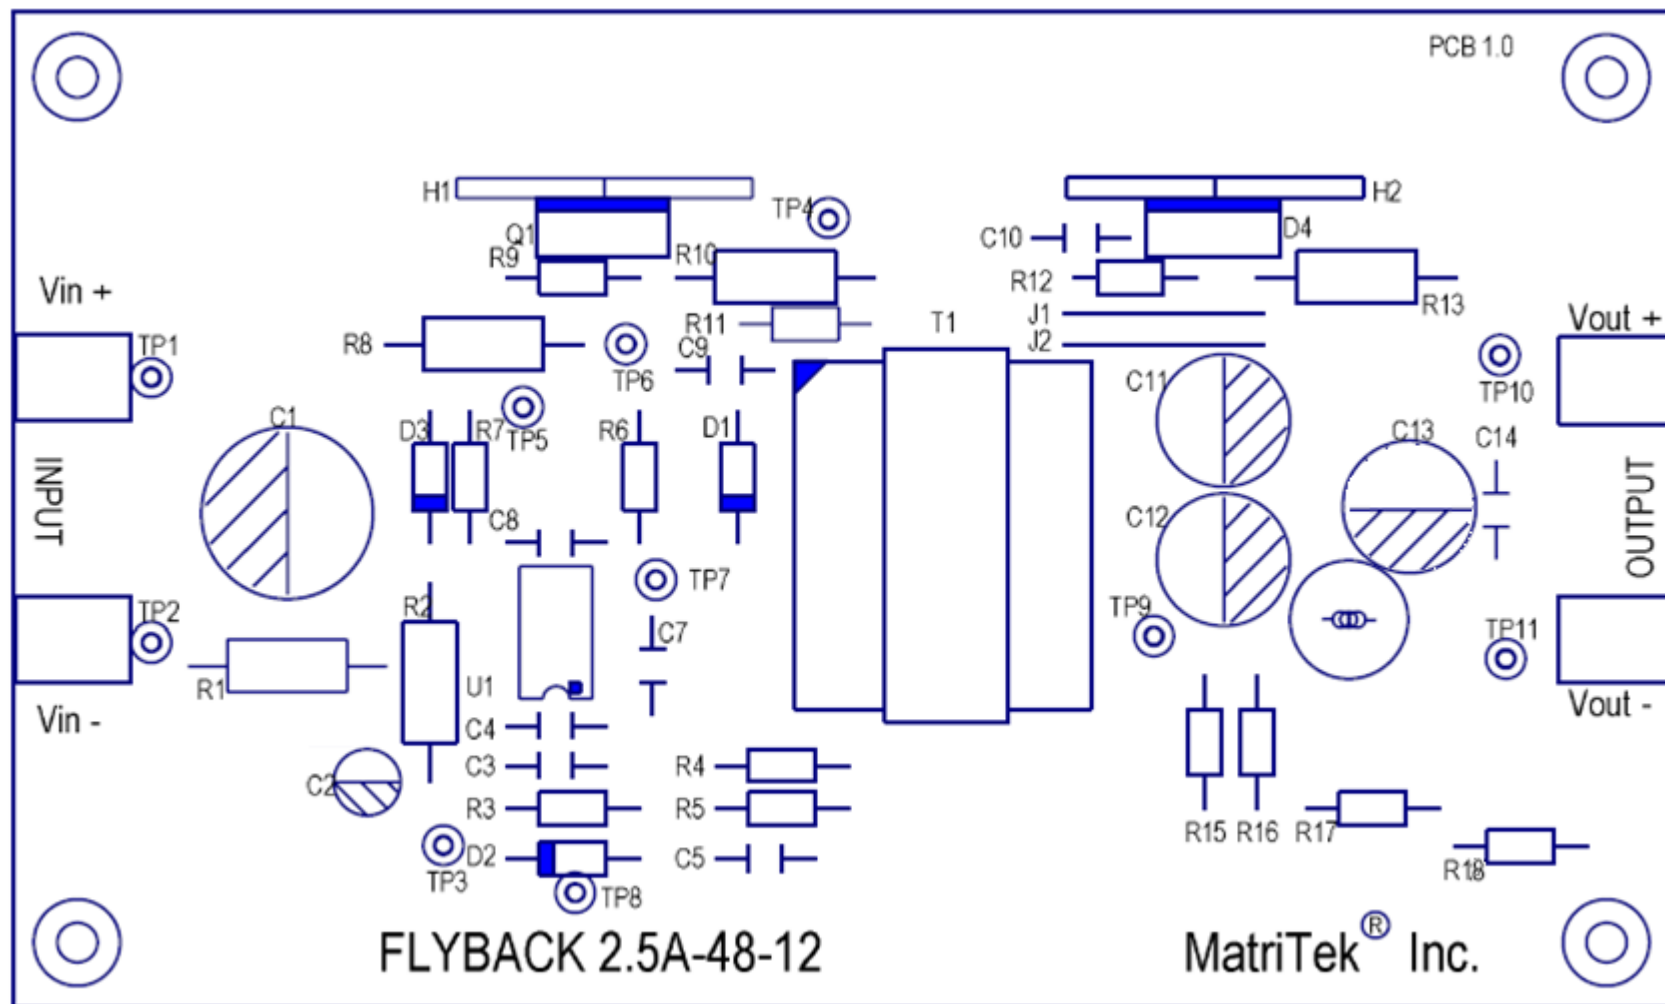 PCB 1.0
H1
H2
TP4
Q1
D4
C10
R9
R10
R12
R13
Vin +
J1
Vout +
R11
T1
TP1
R8
C9
J2
TP6
C11
TP10
C1
TP5
D3
R7
R6
D1
C13
C14
INPUT
OUTPUT
C8
C12
TP7
TP2
R2
TP9
C7
TP11
R1
U1
Vin -
Vout -
C4
C3
R4
C2
R3
R5
R15
R16
R17
D2
C5
R18
TP3
TP8
FLYBACK 2.5A-48-12
MatriTek® Inc.